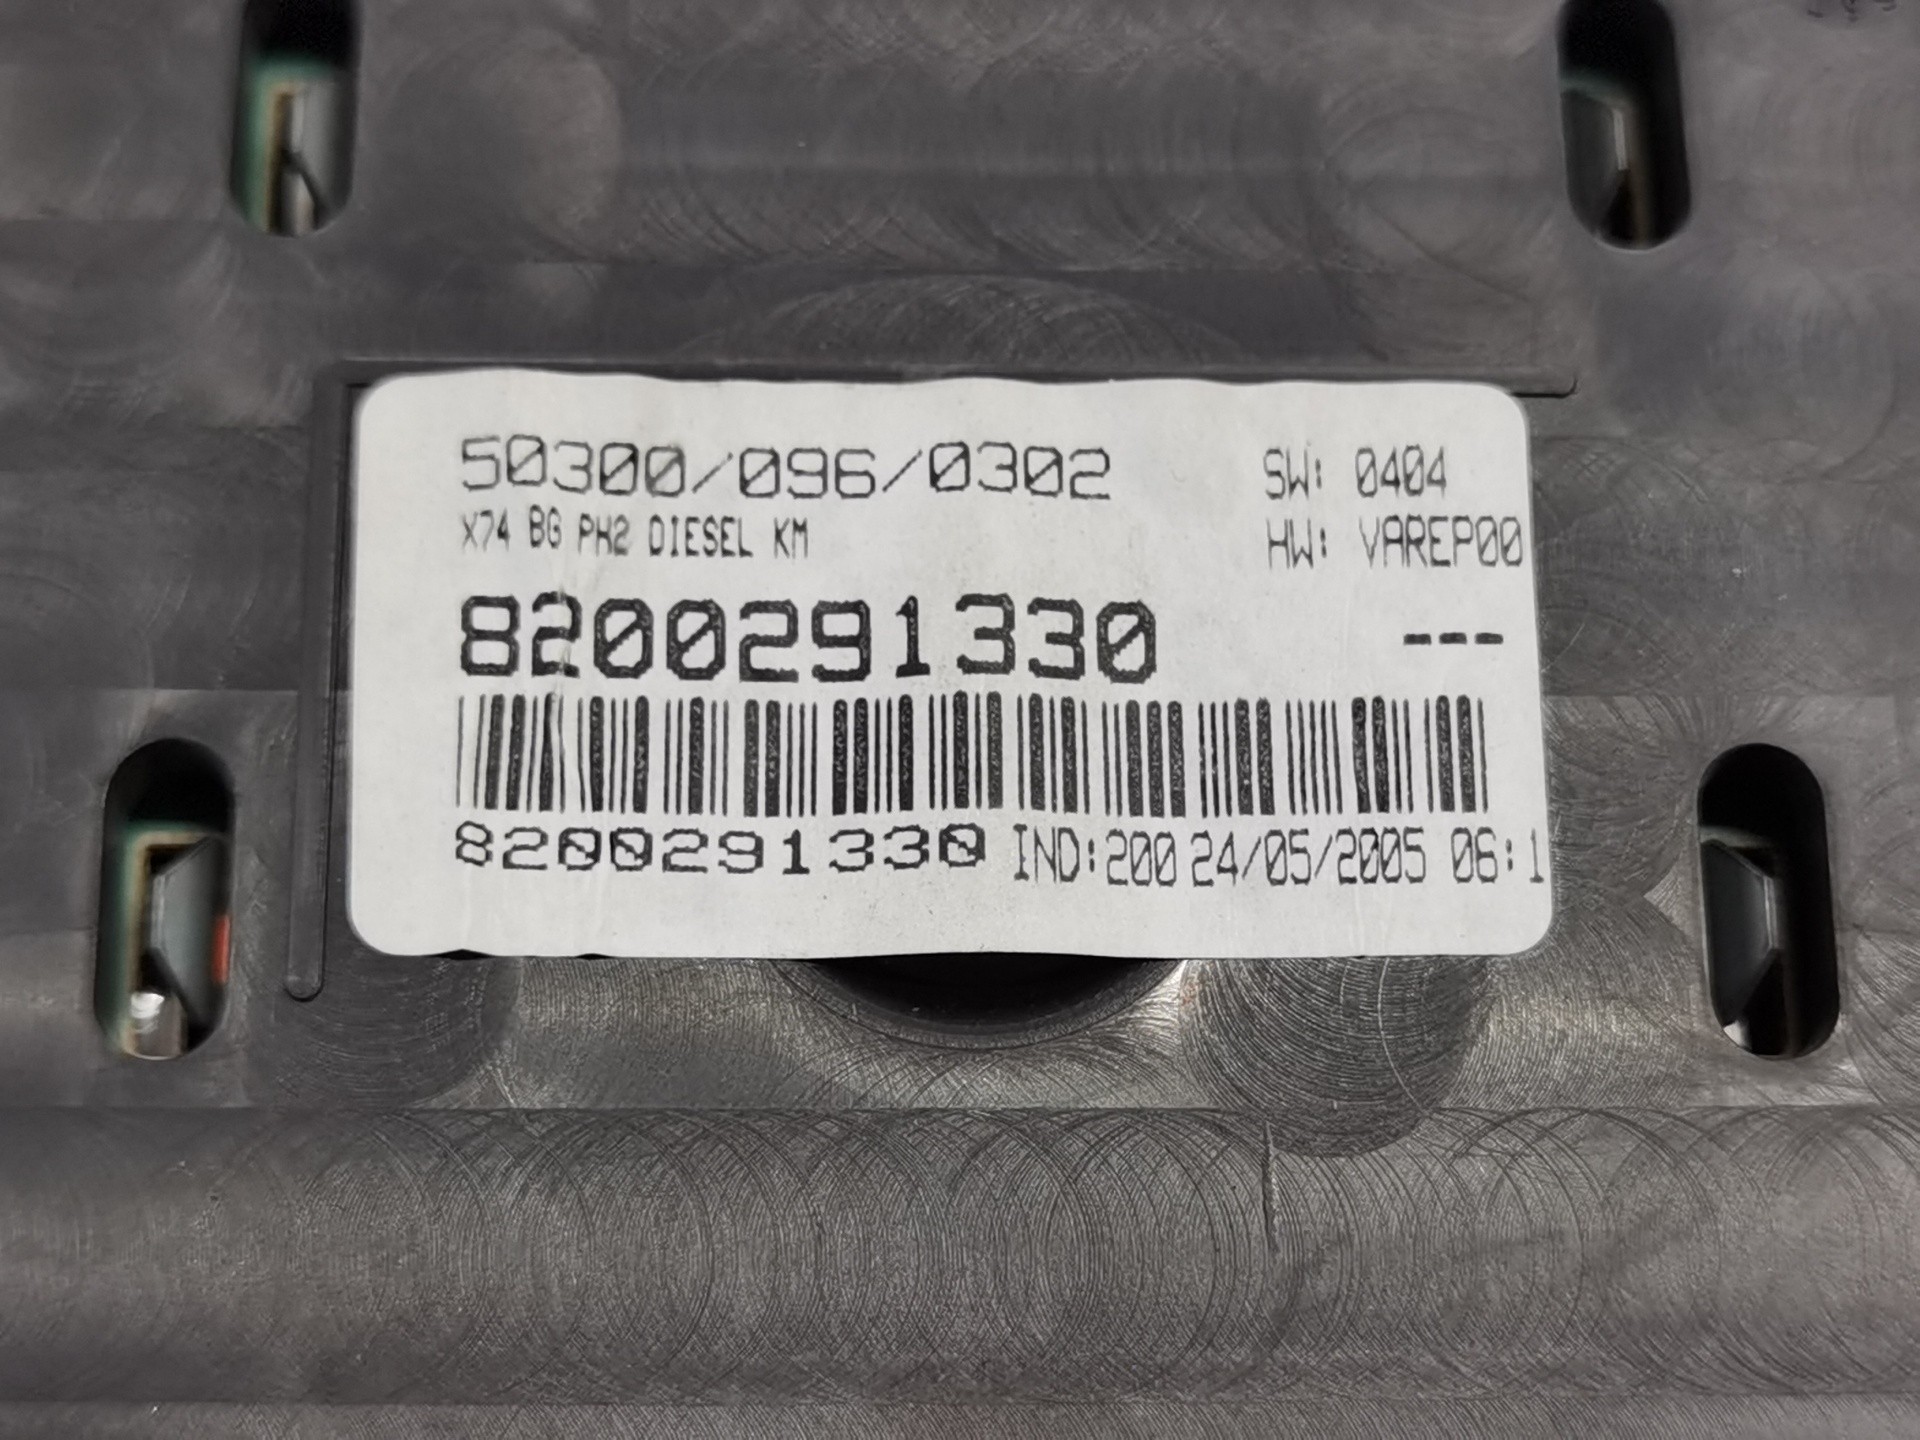 50300/096/0302 SW: 0404
X74 BG PH2 DIESEL KM HW: VAREP00
8200291330 ---
8200291330 IND:200 24/05/2005 06:1